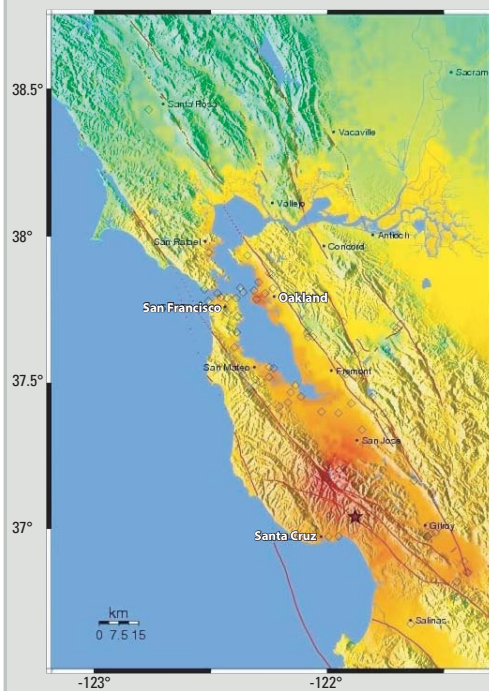 38.5°
Sacram
Santa Rosa
Vacaville
Vallejo
38°
San Rafael
Antioch
Concord
San Francisco
Oakland
37.5°
San Mateo
Fremont
San Jose
37°
Gilroy
Santa Cruz
km
0 7.5 15
Salinas
-123°
-122°